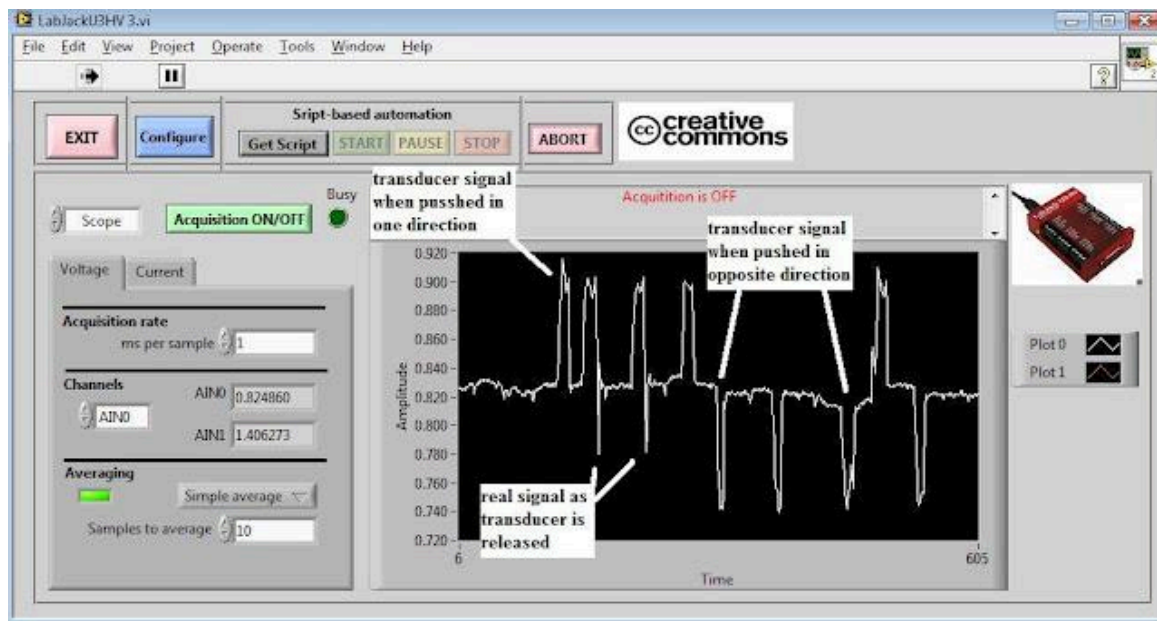 LabJackU3HV 3.vi
File Edit View Project Operate Tools Window Help
EXIT
Configure
Sript-based automation
Get Script START PAUSE STOP
ABORT
cc creative
commons
Scope
Acquisition ON/OFF
Busy
transducer signal
when pusshed in
one direction
Acquitition is OFF
transducer signal
when pushed in
opposite direction
Voltage Current
Acquisition rate
ms per sample 1
Channels
AIN0
AIN0 0.824860
AIN1 1.406273
Averaging
Simple average
Samples to average 10
Amplitude
0.920
0.900
0.880
0.860
0.840
0.820
0.800
0.780
0.760
0.740
0.720
6
605
Time
real signal as
transducer is
released
Plot 0
Plot 1
2